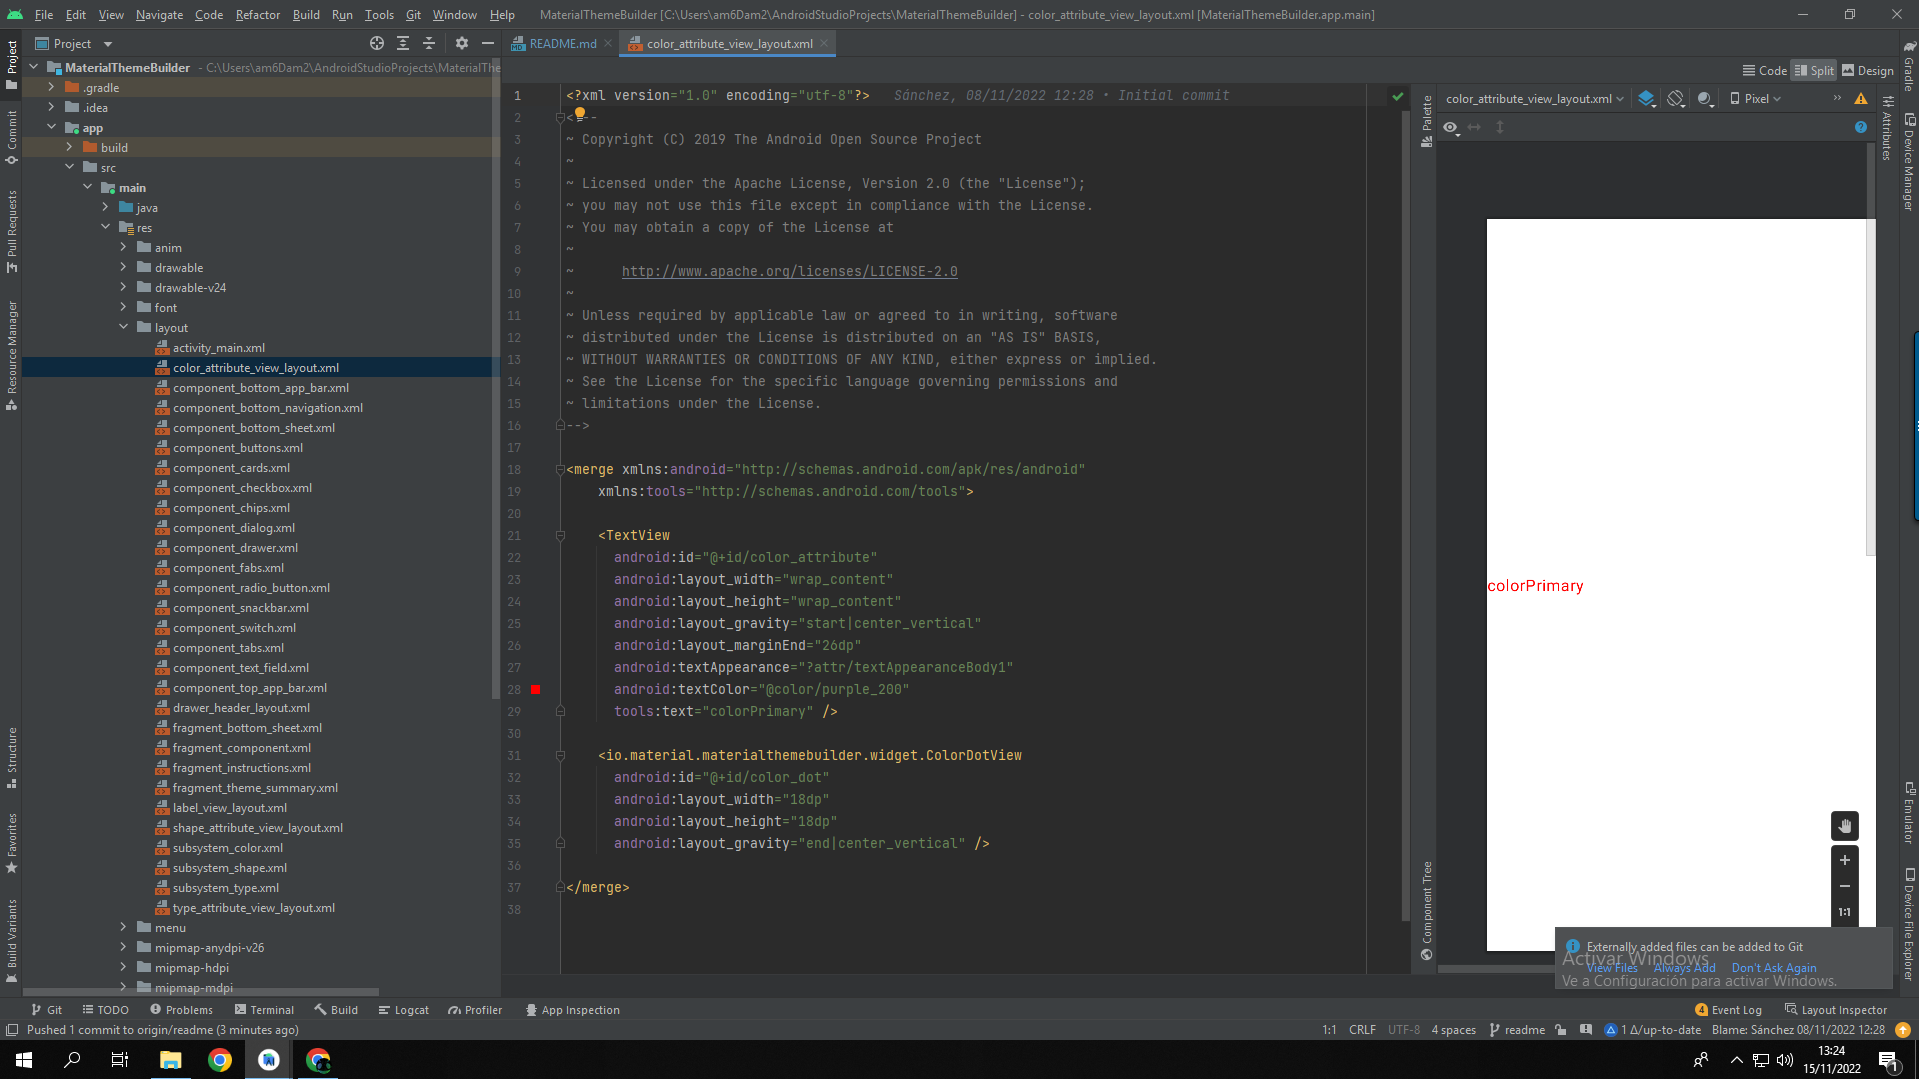 File Edit View Navigate Code Refactor Build Run Tools Git Window Help MaterialThemeBuilder [C:\Users\am6Dam2\AndroidStudioProjects\MaterialThemeBuilder] - color_attribute_view_layout.xml [MaterialThemeBuilder.app.main]
Project
README.md
color_attribute_view_layout.xml
Code Split Design
MaterialThemeBuilder - C:\Users\am6Dam2\AndroidStudioProjects\MaterialThe
.gradle
.idea
app
build
src
main
java
res
anim
drawable
drawable-v24
font
layout
activity_main.xml
color_attribute_view_layout.xml
component_bottom_app_bar.xml
component_bottom_navigation.xml
component_bottom_sheet.xml
component_buttons.xml
component_cards.xml
component_checkbox.xml
component_chips.xml
component_dialog.xml
component_drawer.xml
component_fabs.xml
component_radio_button.xml
component_snackbar.xml
component_switch.xml
component_tabs.xml
component_text_field.xml
component_top_app_bar.xml
drawer_header_layout.xml
fragment_bottom_sheet.xml
fragment_component.xml
fragment_instructions.xml
fragment_theme_summary.xml
label_view_layout.xml
shape_attribute_view_layout.xml
subsystem_color.xml
subsystem_shape.xml
subsystem_type.xml
type_attribute_view_layout.xml
menu
mipmap-anydpi-v26
mipmap-hdpi
mipmap-mdpi
Project
Commit
Pull Requests
Resource Manager
Structure
Favorites
Build Variants
1 <?xml version="1.0" encoding="utf-8"?> Sánchez, 08/11/2022 12:28 • Initial commit
2 <!--
3 ~ Copyright (C) 2019 The Android Open Source Project
4 ~
5 ~ Licensed under the Apache License, Version 2.0 (the "License");
6 ~ you may not use this file except in compliance with the License.
7 ~ You may obtain a copy of the License at
8 ~
9 ~ http://www.apache.org/licenses/LICENSE-2.0
10 ~
11 ~ Unless required by applicable law or agreed to in writing, software
12 ~ distributed under the License is distributed on an "AS IS" BASIS,
13 ~ WITHOUT WARRANTIES OR CONDITIONS OF ANY KIND, either express or implied.
14 ~ See the License for the specific language governing permissions and
15 ~ limitations under the License.
16 -->
17
18 <merge xmlns:android="http://schemas.android.com/apk/res/android"
19 xmlns:tools="http://schemas.android.com/tools">
20
21 <TextView
22 android:id="@+id/color_attribute"
23 android:layout_width="wrap_content"
24 android:layout_height="wrap_content"
25 android:layout_gravity="start|center_vertical"
26 android:layout_marginEnd="26dp"
27 android:textAppearance="?attr/textAppearanceBody1"
28 android:textColor="@color/purple_200"
29 tools:text="colorPrimary" />
30
31 <io.material.materialthemebuilder.widget.ColorDotView
32 android:id="@+id/color_dot"
33 android:layout_width="18dp"
34 android:layout_height="18dp"
35 android:layout_gravity="end|center_vertical" />
36
37 </merge>
38
Palette
Component Tree
color_attribute_view_layout.xml Pixel
colorPrimary
1:1
Attributes
Gradle
Device Manager
Emulator
Device File Explorer
Externally added files can be added to Git
View Files Always Add Don't Ask Again
Activar Windows
Ve a Configuración para activar Windows.
Git TODO Problems Terminal Build Logcat Profiler App Inspection 4 Event Log Layout Inspector
Pushed 1 commit to origin/readme (3 minutes ago) 1:1 CRLF UTF-8 4 spaces readme 1 Δ/up-to-date Blame: Sánchez 08/11/2022 12:28
13:24
15/11/2022
1